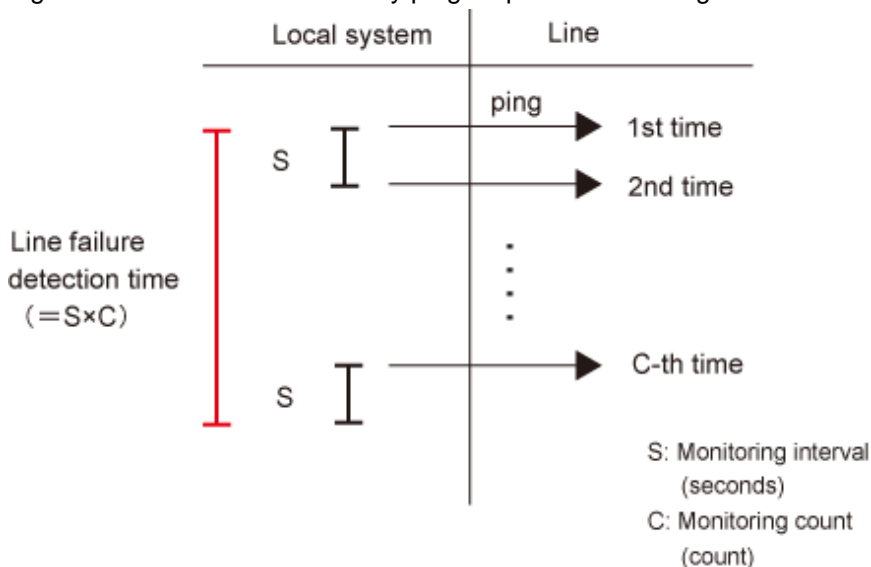 Local system
Line
ping
1st time
S
2nd time
Line failure
detection time
(=S×C)
C-th time
S
S: Monitoring interval
(seconds)
C: Monitoring count
(count)